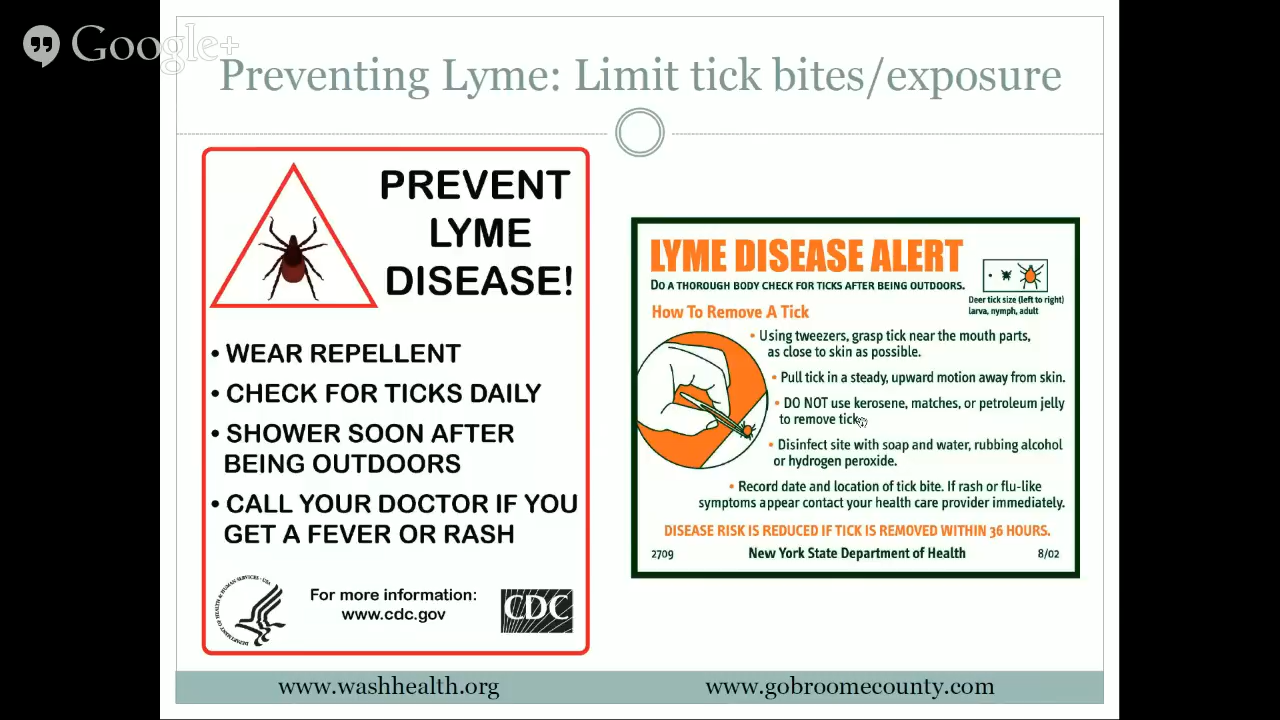 Google+
Preventing Lyme: Limit tick bites/exposure
PREVENT
LYME
DISEASE!
• WEAR REPELLENT
• CHECK FOR TICKS DAILY
• SHOWER SOON AFTER
BEING OUTDOORS
• CALL YOUR DOCTOR IF YOU
GET A FEVER OR RASH
DEPARTMENT OF HEALTH & HUMAN SERVICES • USA
For more information:
www.cdc.gov
CDC
LYME DISEASE ALERT
DO A THOROUGH BODY CHECK FOR TICKS AFTER BEING OUTDOORS.
Deer tick size (left to right)
larva, nymph, adult
How To Remove A Tick
• Using tweezers, grasp tick near the mouth parts,
as close to skin as possible.
• Pull tick in a steady, upward motion away from skin.
• DO NOT use kerosene, matches, or petroleum jelly
to remove tick.
• Disinfect site with soap and water, rubbing alcohol
or hydrogen peroxide.
• Record date and location of tick bite. If rash or flu-like
symptoms appear contact your health care provider immediately.
DISEASE RISK IS REDUCED IF TICK IS REMOVED WITHIN 36 HOURS.
2709 New York State Department of Health 8/02
www.washhealth.org www.gobroomecounty.com